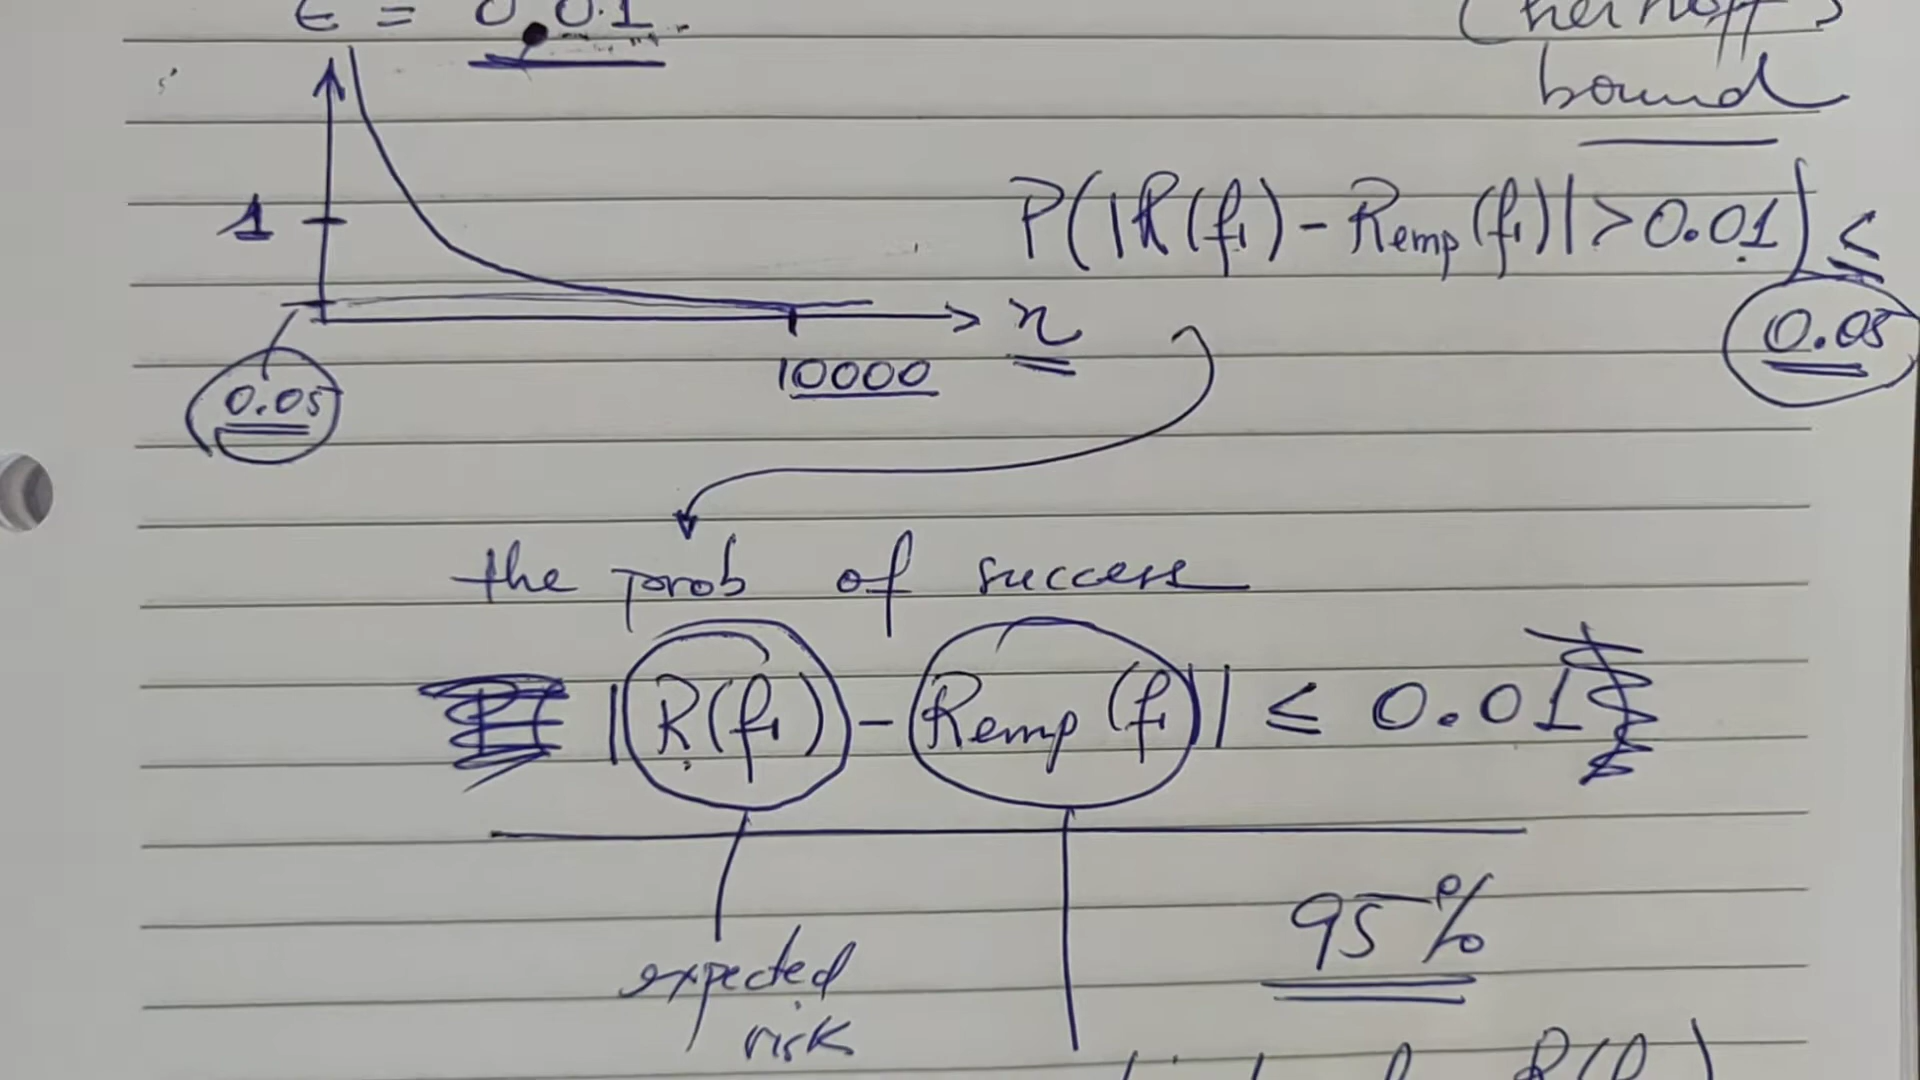 ϵ = 0.01
Chernoff's
bound
1
P(|R(f₁) - Remp(f₁)| > 0.01) ≤
0.05
n
10000
0.05
the prob of success
|R(f₁) - Remp(f₁)| ≤ 0.01
95%
expected
risk